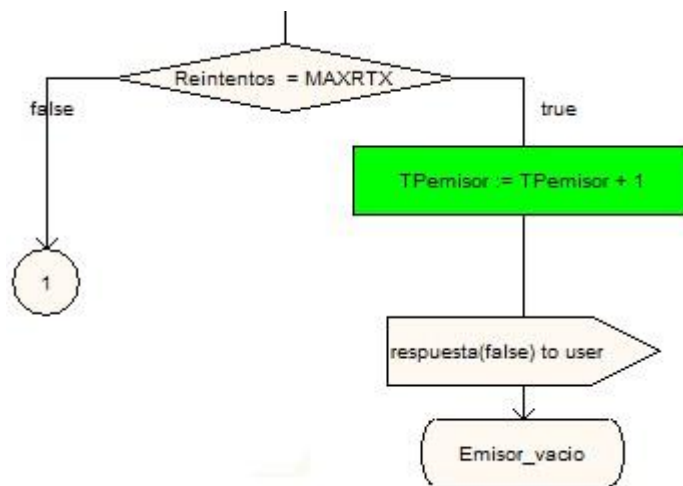 Reintentos = MAXRTX
false
true
TPemisor := TPemisor + 1
1
respuesta(false) to user
Emisor_vacio